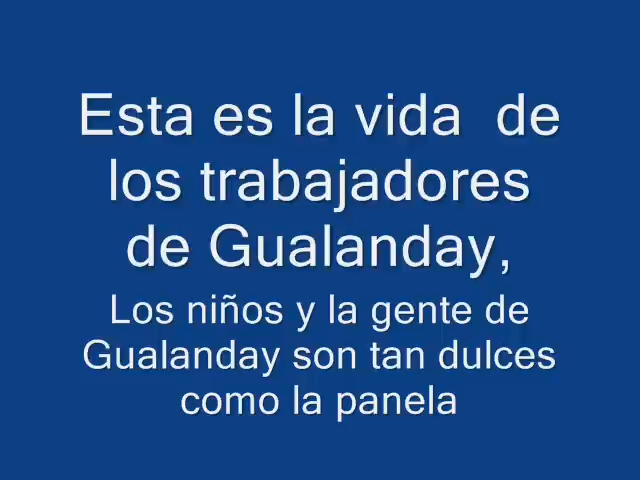 Esta es la vida  de
los trabajadores
de Gualanday,
Los niños y la gente de
Gualanday son tan dulces
como la panela